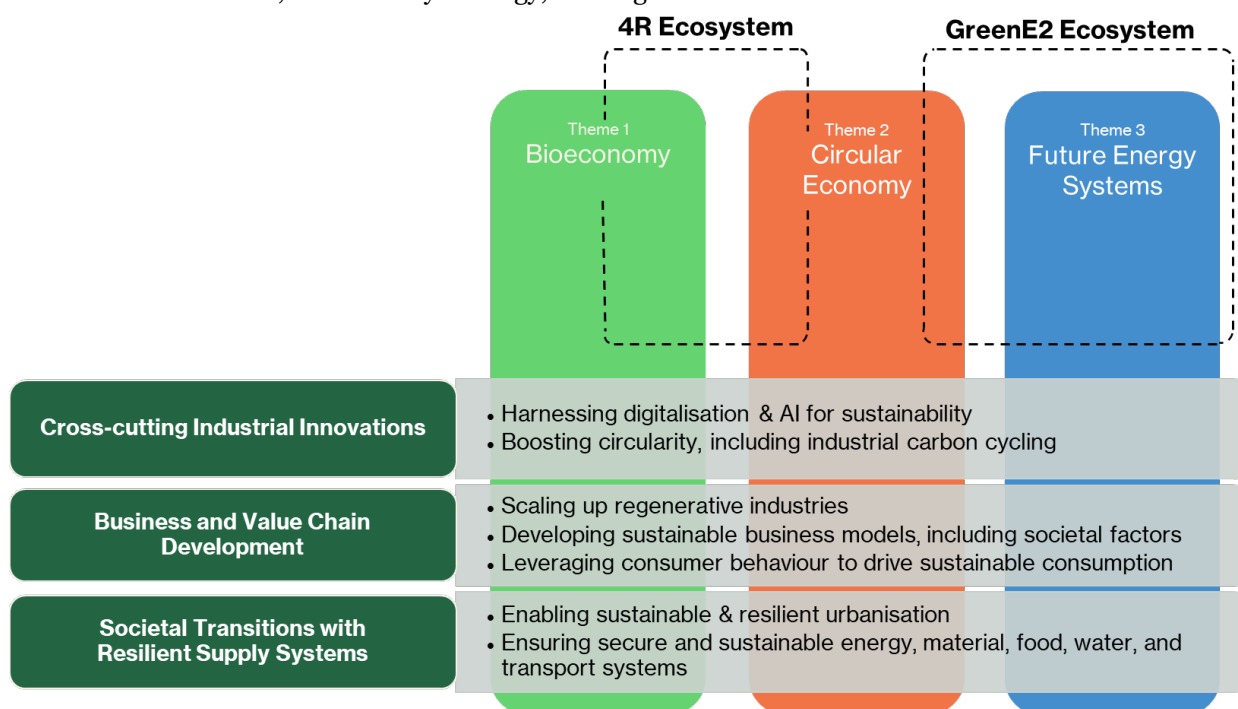 4R Ecosystem
GreenE2 Ecosystem
Theme 1
Bioeconomy
Theme 2
Circular
Economy
Theme 3
Future Energy
Systems
Cross-cutting Industrial Innovations
• Harnessing digitalisation & AI for sustainability
• Boosting circularity, including industrial carbon cycling
Business and Value Chain
Development
• Scaling up regenerative industries
• Developing sustainable business models, including societal factors
• Leveraging consumer behaviour to drive sustainable consumption
Societal Transitions with
Resilient Supply Systems
• Enabling sustainable & resilient urbanisation
• Ensuring secure and sustainable energy, material, food, water, and
transport systems